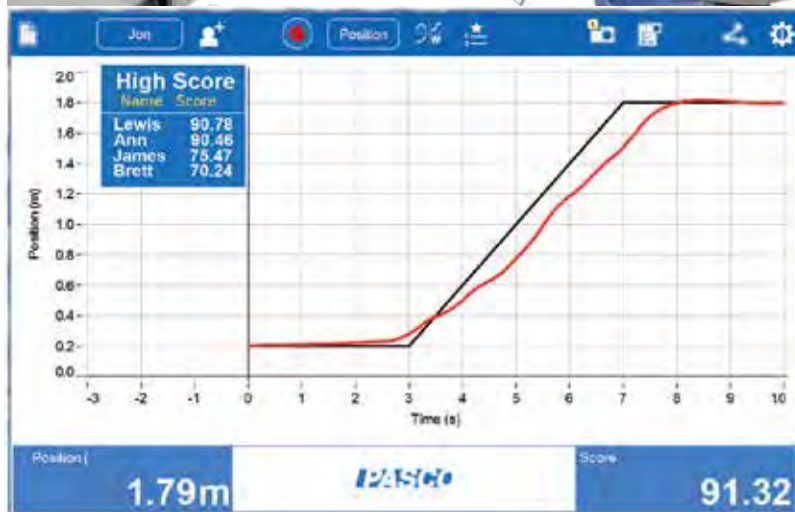 Jon
Position
High Score
Name Score
Lewis 90.78
Ann 90.46
James 75.47
Brett 70.24
2.0
1.8
1.6
1.4
1.2
1.0
0.8
0.6
0.4
0.2
0.0
Position (m)
-3 -2 -1 0 1 2 3 4 5 6 7 8 9 10
Time (s)
Position (
1.79m
PASCO
Score
91.32